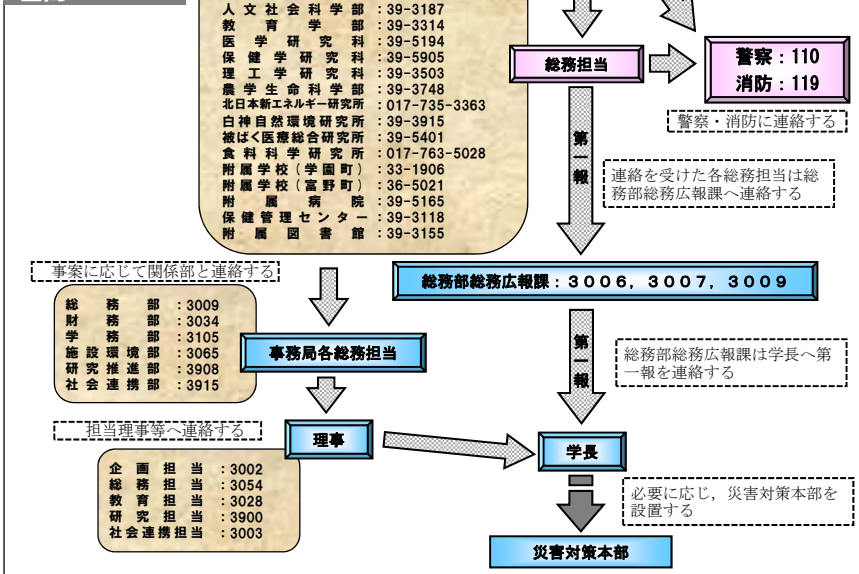 人文社会科学部：39-3187
教育学部：39-3314
医学研究科：39-5194
保健学研究科：39-5905
理工学研究科：39-3503
農学生命科学部：39-3748
北日本新エネルギー研究所：017-735-3363
白神自然環境研究所：39-3915
被ばく医療総合研究所：39-5401
食料科学研究所：017-763-5028
附属学校（学園町）：33-1906
附属学校（富野町）：36-5021
附属病院：39-5165
保健管理センター：39-3118
附属図書館：39-3155
総務担当
警察：110
消防：119
警察・消防に連絡する
第一報
連絡を受けた各総務担当は総
務部総務広報課へ連絡する
総務部総務広報課：３００６，３００７，３００９
事案に応じて関係部と連絡する
総務部：3009
財務部：3034
学務部：3105
施設環境部：3065
研究推進部：3908
社会連携部：3915
事務局各総務担当
第一報
総務部総務広報課は学長へ第
一報を連絡する
担当理事等へ連絡する
理事
学長
企画担当：3002
総務担当：3054
教育担当：3028
研究担当：3900
社会連携担当：3003
必要に応じ，災害対策本部を
設置する
災害対策本部